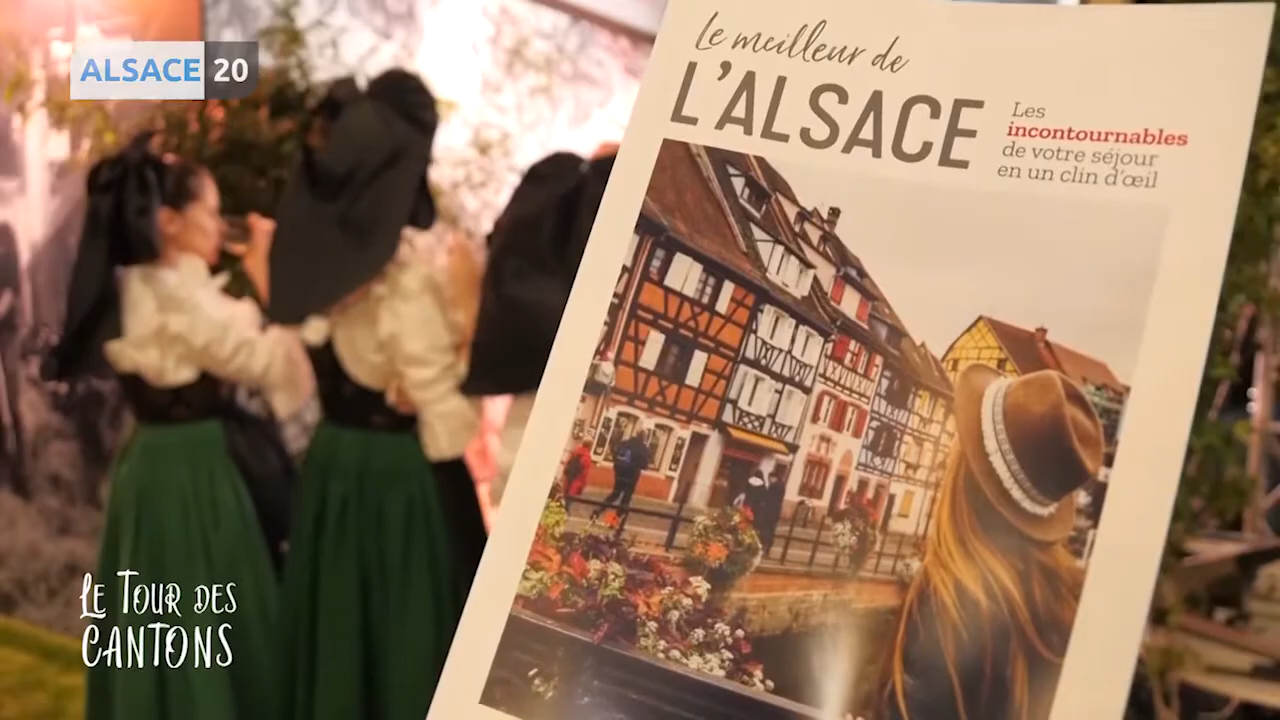 ALSACE 20
Le meilleur de
L'ALSACE
Les
incontournables
de votre séjour
en un clin d'œil
LE TOUR DES
CANTONS